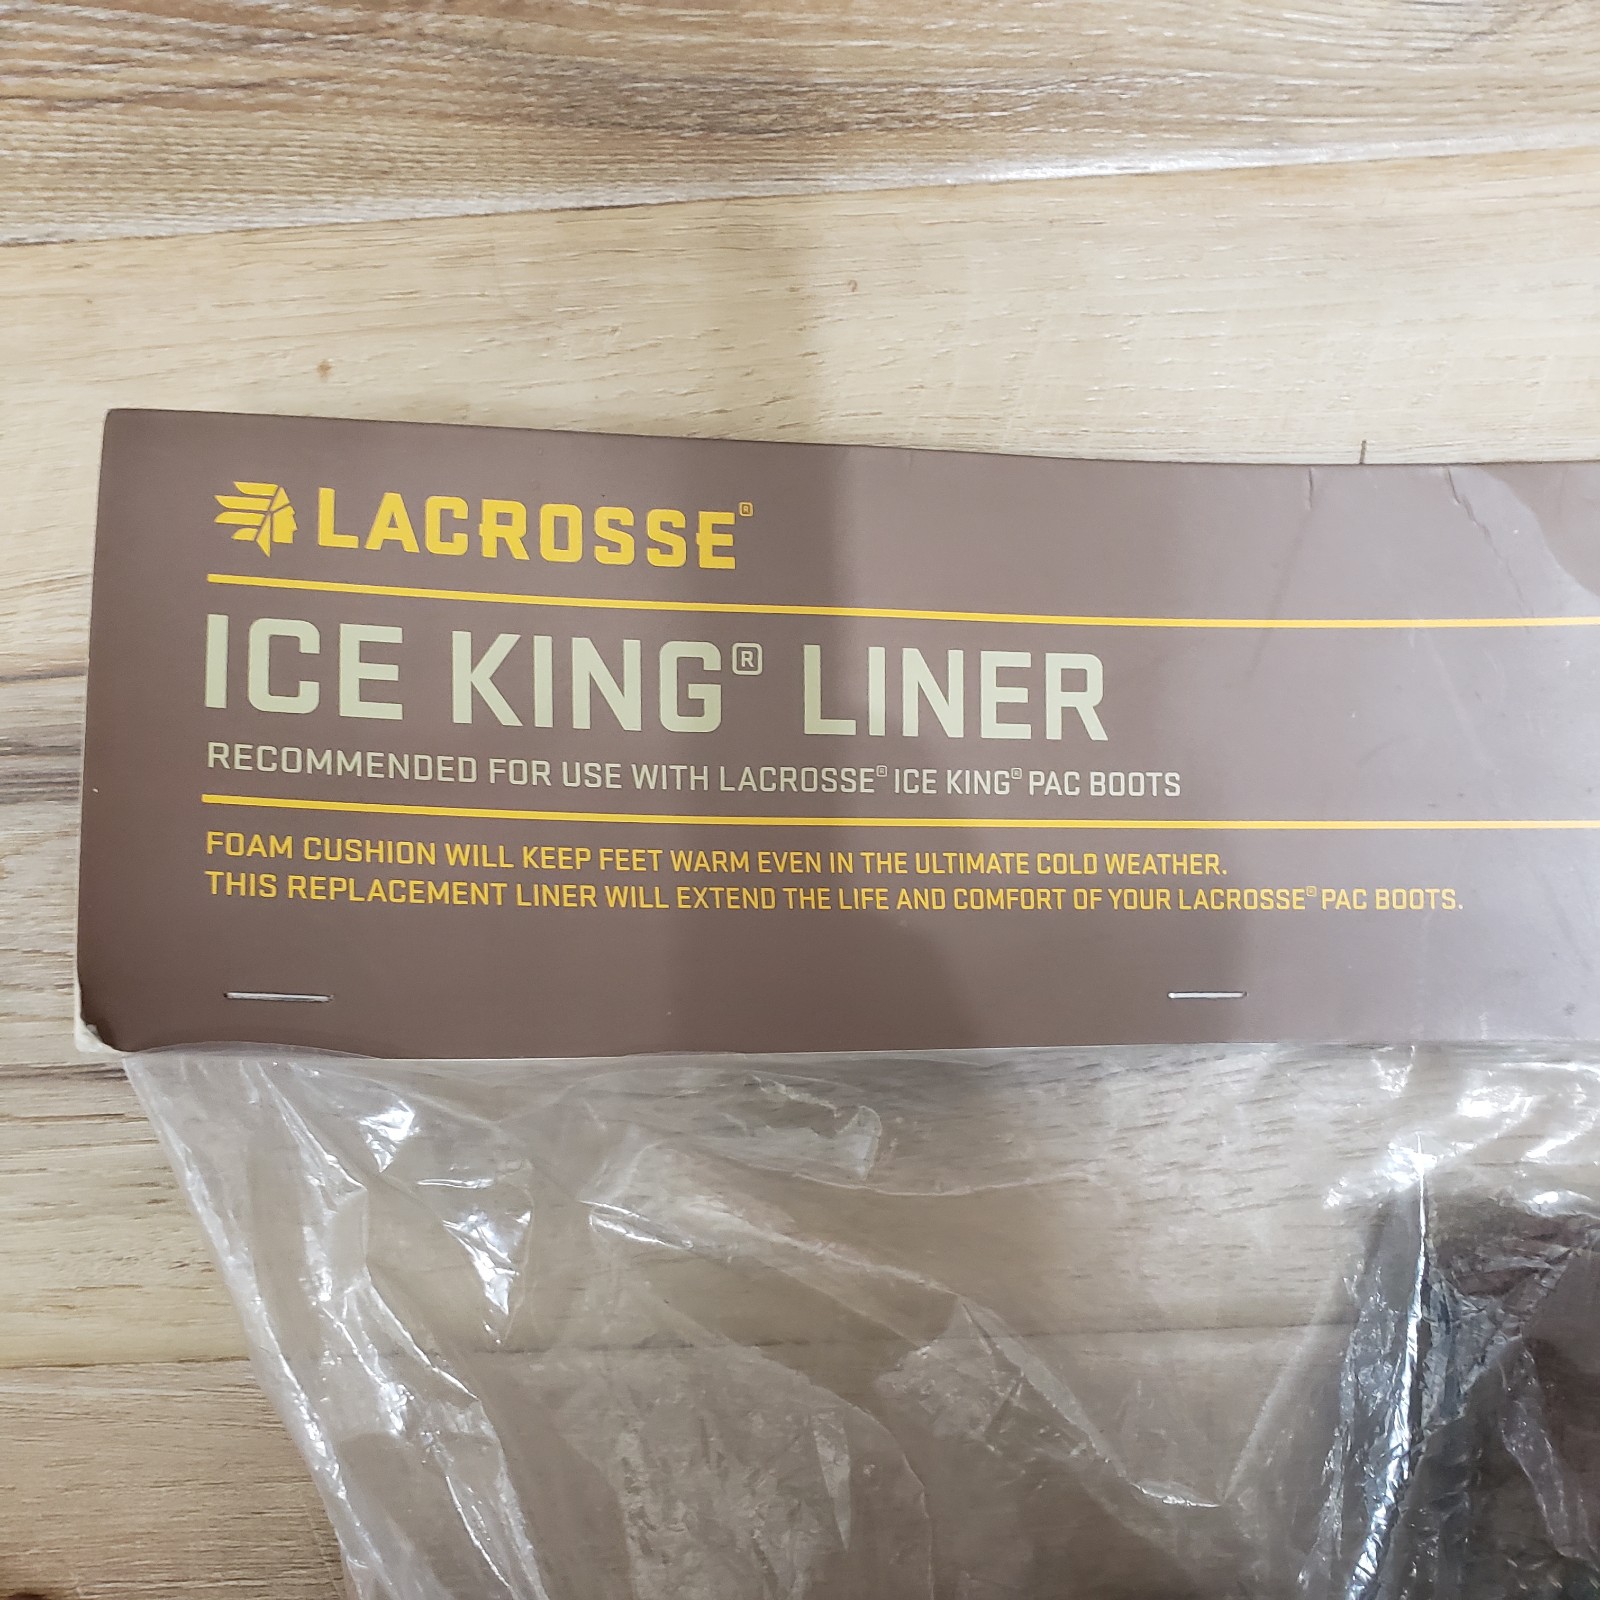 LACROSSE®
ICE KING® LINER
RECOMMENDED FOR USE WITH LACROSSE® ICE KING® PAC BOOTS
FOAM CUSHION WILL KEEP FEET WARM EVEN IN THE ULTIMATE COLD WEATHER.
THIS REPLACEMENT LINER WILL EXTEND THE LIFE AND COMFORT OF YOUR LACROSSE® PAC BOOTS.